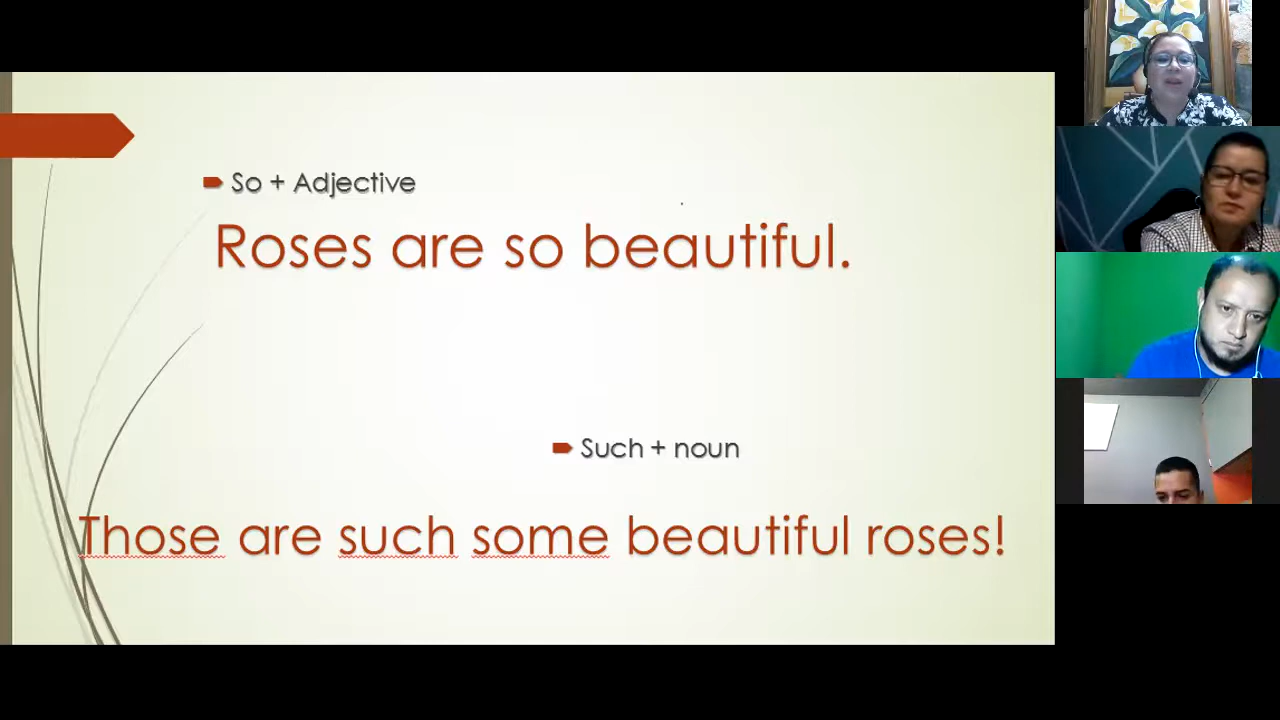 So + Adjective
Roses are so beautiful.
Such + noun
Those are such some beautiful roses!